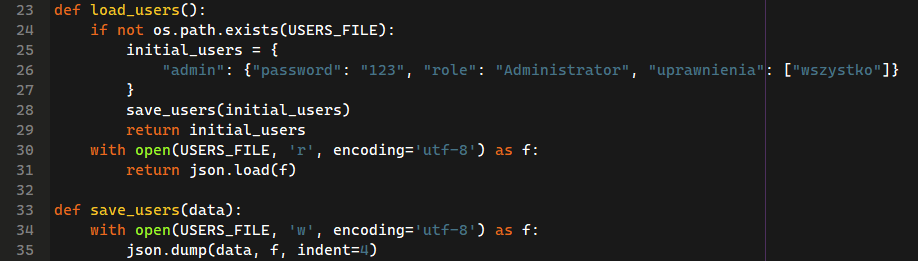 23 def load_users():
24     if not os.path.exists(USERS_FILE):
25         initial_users = {
26             "admin": {"password": "123", "role": "Administrator", "uprawnienia": ["wszystko"]}
27         }
28         save_users(initial_users)
29         return initial_users
30     with open(USERS_FILE, 'r', encoding='utf-8') as f:
31         return json.load(f)
32
33 def save_users(data):
34     with open(USERS_FILE, 'w', encoding='utf-8') as f:
35         json.dump(data, f, indent=4)